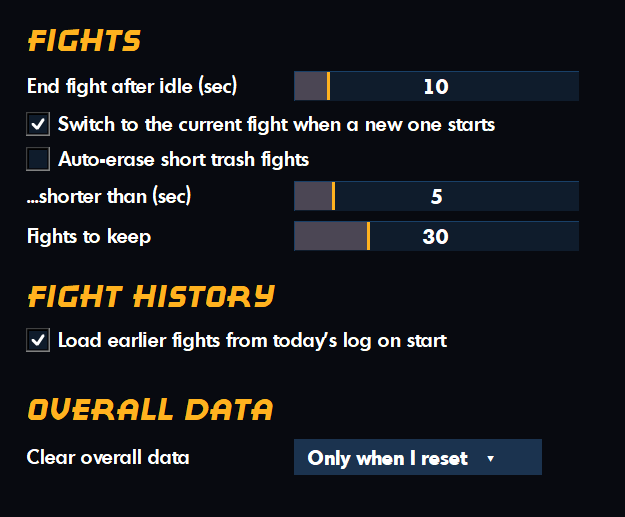 FIGHTS
End fight after idle (sec) 10
Switch to the current fight when a new one starts
Auto-erase short trash fights
...shorter than (sec) 5
Fights to keep 30
FIGHT HISTORY
Load earlier fights from today's log on start
OVERALL DATA
Clear overall data Only when I reset